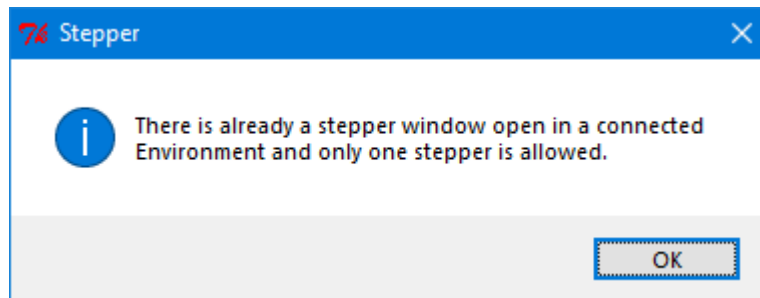 Stepper
There is already a stepper window open in a connected
Environment and only one stepper is allowed.
OK